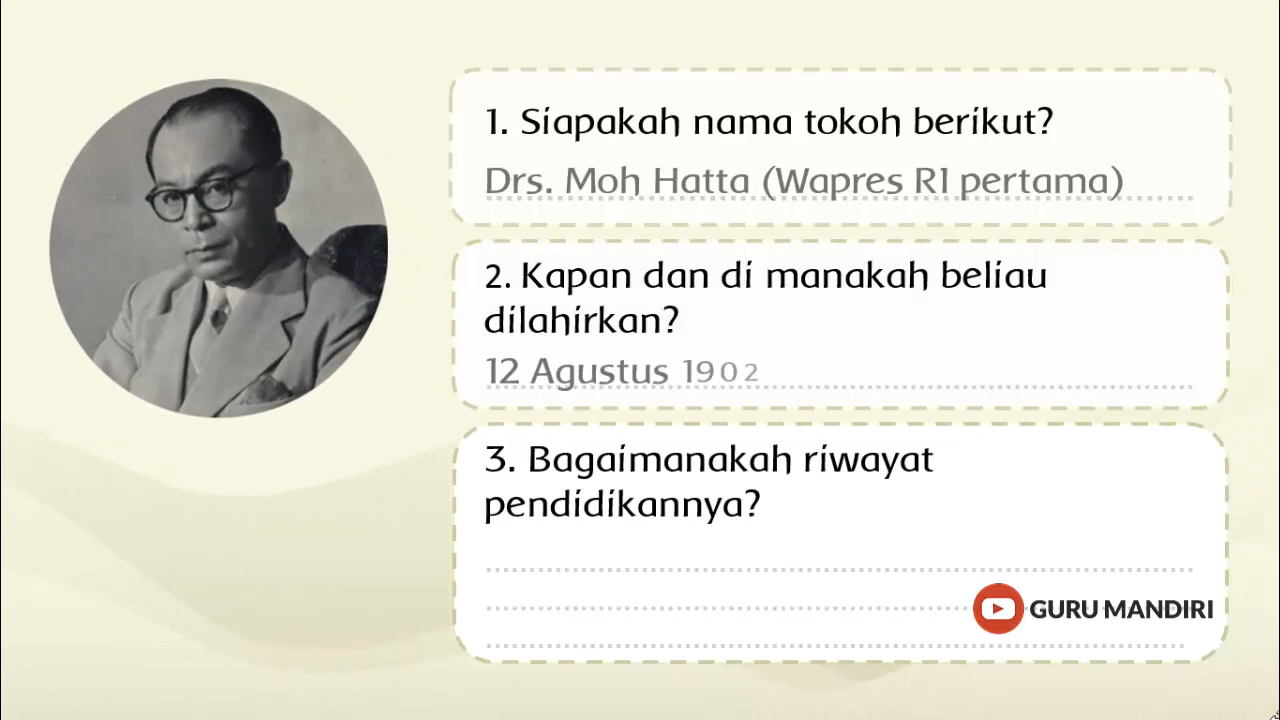 1. Siapakah nama tokoh berikut?
Drs. Moh Hatta (Wapres RI pertama)
2. Kapan dan di manakah beliau
dilahirkan?
12 Agustus 1902
3. Bagaimanakah riwayat
pendidikannya?
GURU MANDIRI